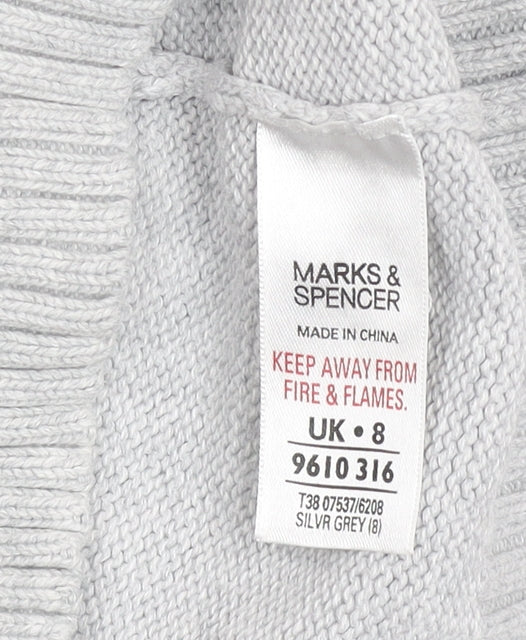 MARKS &
SPENCER
MADE IN CHINA
KEEP AWAY FROM
FIRE & FLAMES.
UK • 8
9610 316
T38 07537/6208
SILVR GREY (8)